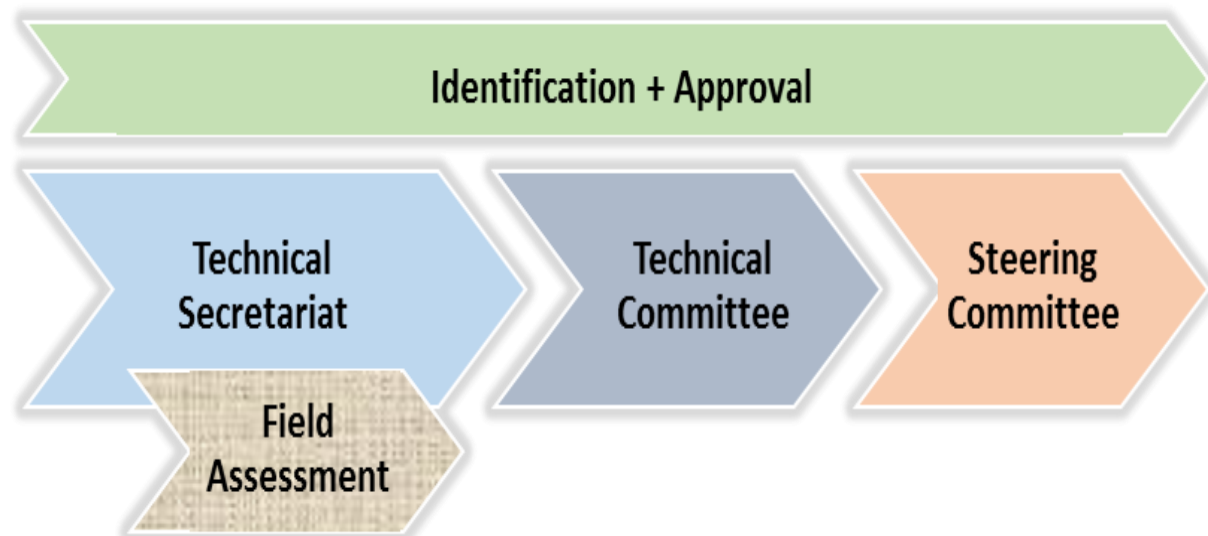 Identification + Approval
Technical
Secretariat
Technical
Committee
Steering
Committee
Field
Assessment